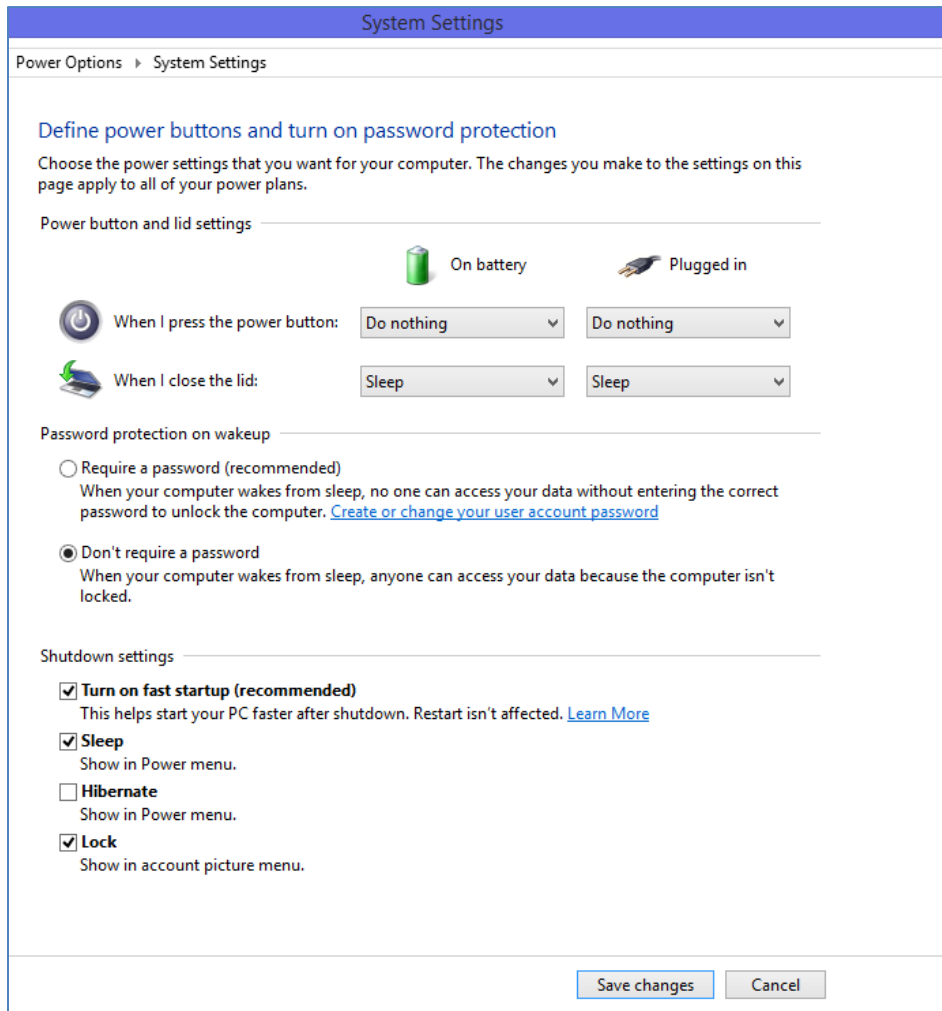 System Settings
Power Options System Settings
Define power buttons and turn on password protection
Choose the power settings that you want for your computer. The changes you make to the settings on this
page apply to all of your power plans.
Power button and lid settings
On battery Plugged in
When I press the power button: Do nothing Do nothing
When I close the lid: Sleep Sleep
Password protection on wakeup
Require a password (recommended)
When your computer wakes from sleep, no one can access your data without entering the correct
password to unlock the computer. Create or change your user account password
Don't require a password
When your computer wakes from sleep, anyone can access your data because the computer isn't
locked.
Shutdown settings
Turn on fast startup (recommended)
This helps start your PC faster after shutdown. Restart isn't affected. Learn More
Sleep
Show in Power menu.
Hibernate
Show in Power menu.
Lock
Show in account picture menu.
Save changes Cancel